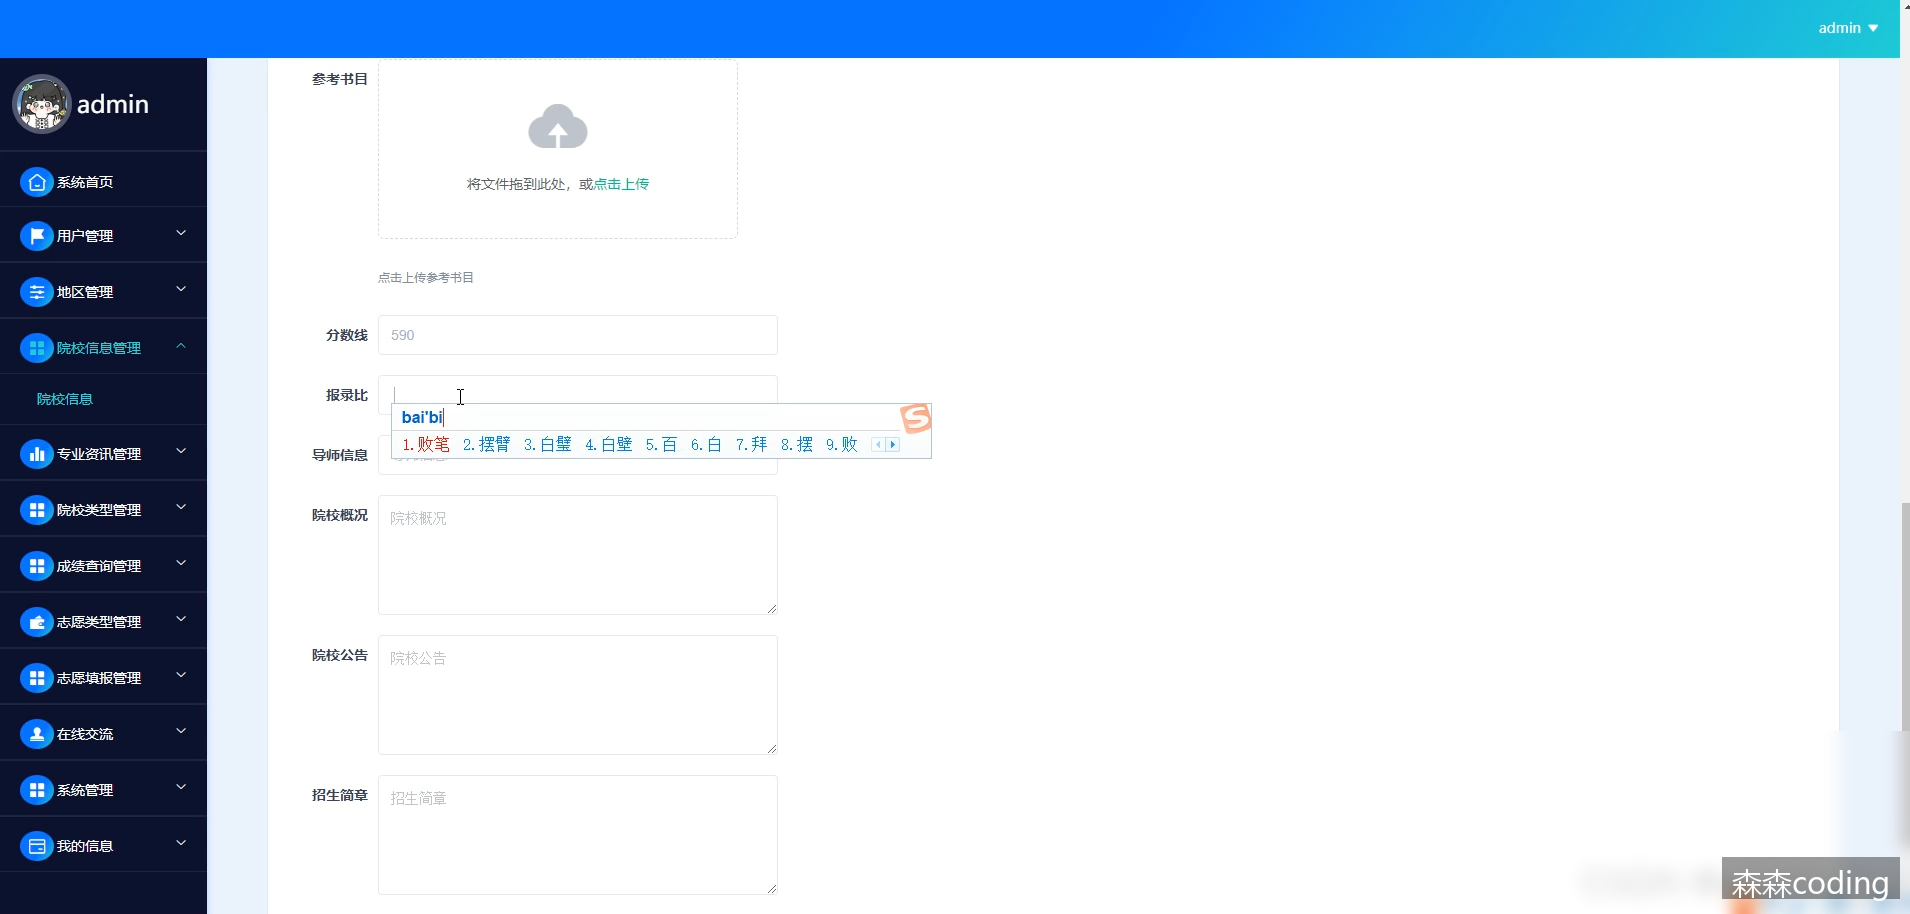 admin
admin
系统首页
用户管理
地区管理
院校信息管理
院校信息
专业资讯管理
院校类型管理
成绩查询管理
志愿类型管理
志愿填报管理
在线交流
系统管理
我的信息
参考书目
将文件拖到此处，或点击上传
点击上传参考书目
分数线 590
报录比
bai'bi
1.败笔 2.摆臂 3.白璧 4.白壁 5.百 6.白 7.拜 8.摆 9.败
导师信息
院校概况 院校概况
院校公告 院校公告
招生简章 招生简章
森森coding